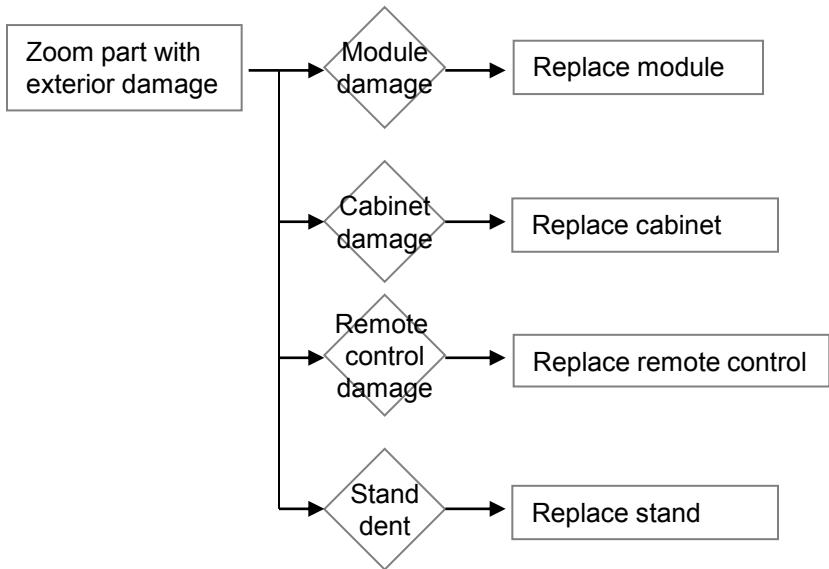 Zoom part with
exterior damage
Module
damage
Replace module
Cabinet
damage
Replace cabinet
Remote
control
damage
Replace remote control
Stand
dent
Replace stand